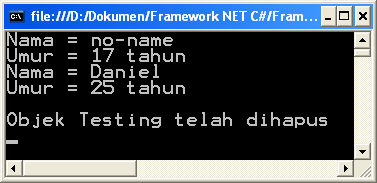 file:///D:/Dokumen/Framework NET C#/Fram...
Nama = no-name
Umur = 17 tahun
Nama = Daniel
Umur = 25 tahun
Objek Testing telah dihapus